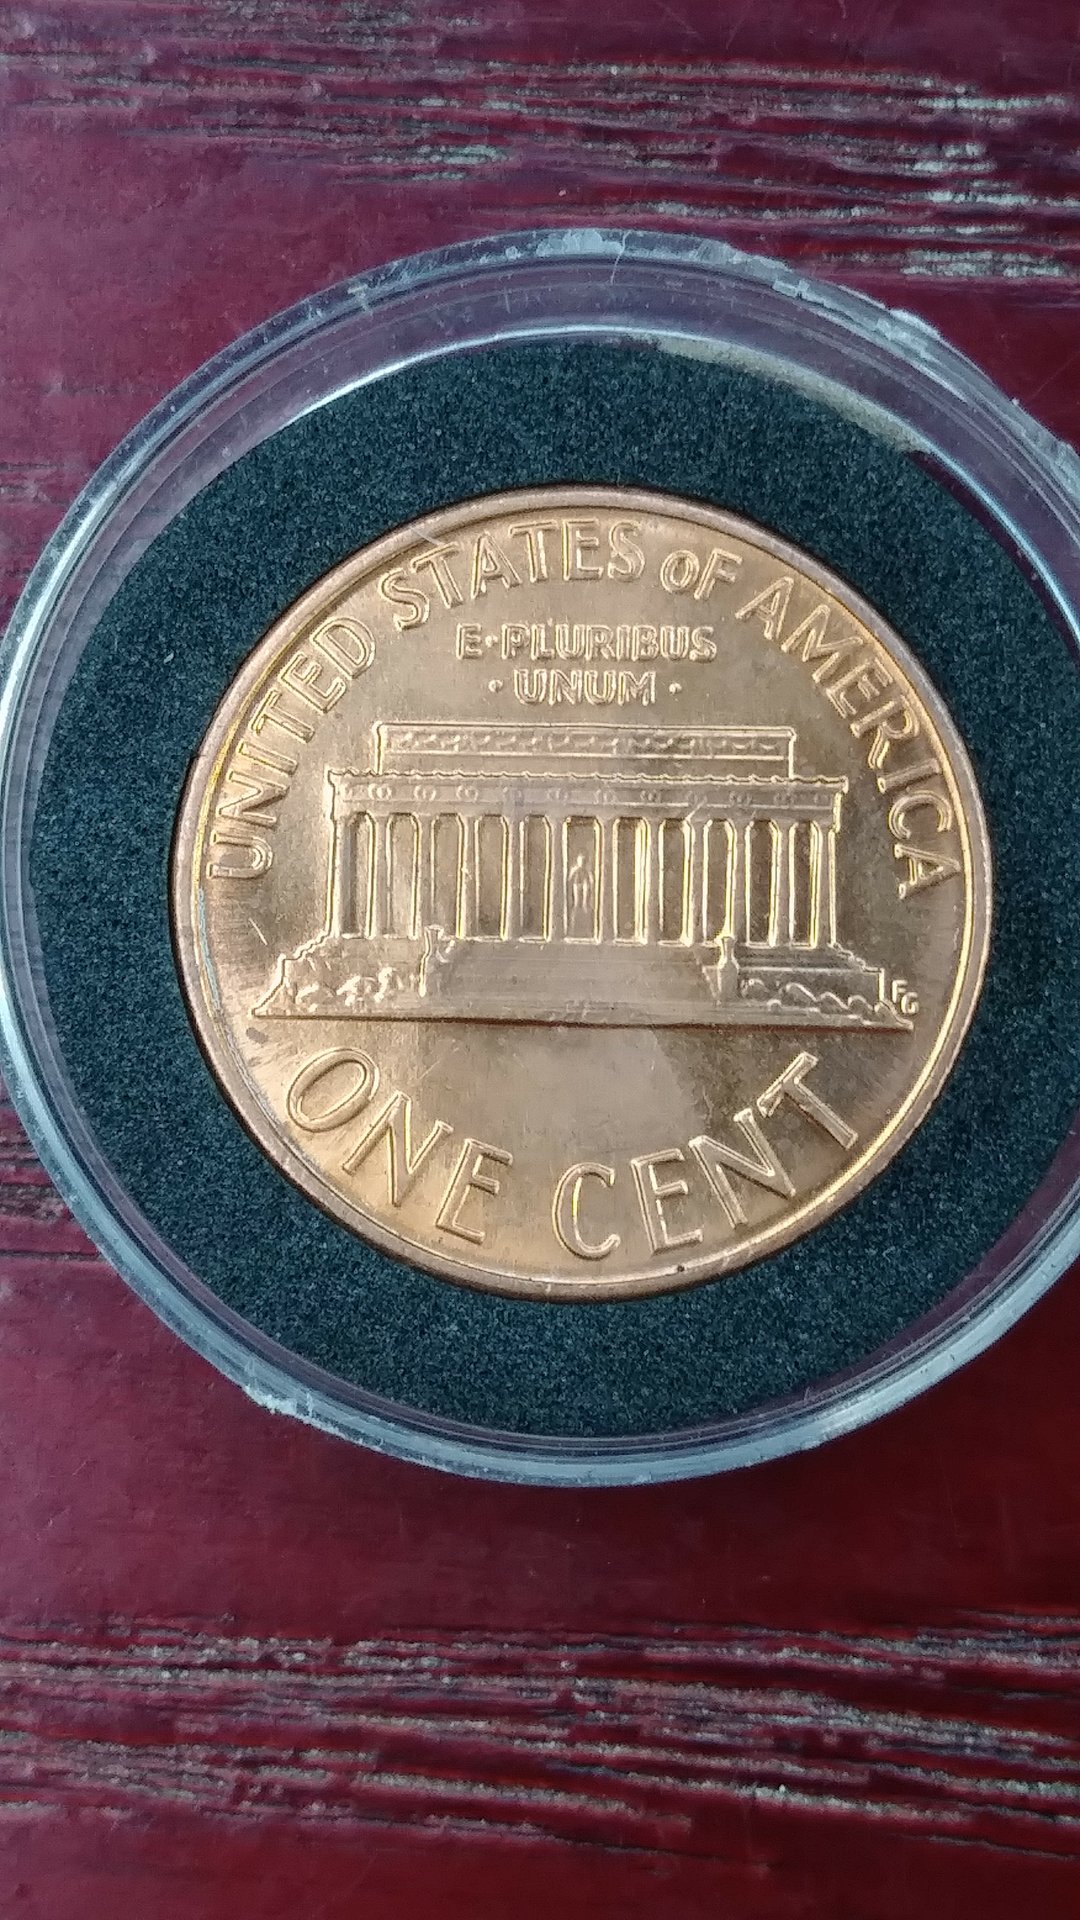 UNITED STATES oF AMERICA
E·PLURIBUS
·UNUM·
FG
ONE CENT